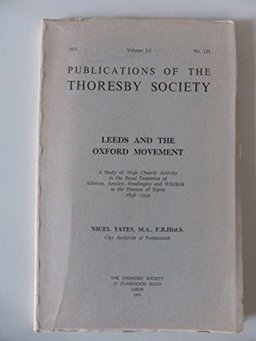 1975 Volume LV No. 121
PUBLICATIONS OF THE
THORESBY SOCIETY
LEEDS AND THE
OXFORD MOVEMENT
A Study of 'High Church' Activity
in the Rural Deaneries of
Allerton, Armley, Headingley and Whitkirk
in the Diocese of Ripon
1836-1934
NIGEL YATES, M.A., F.R.Hist.S.
City Archivist of Portsmouth
THE THORESBY SOCIETY
23 CLARENDON ROAD
LEEDS
1975